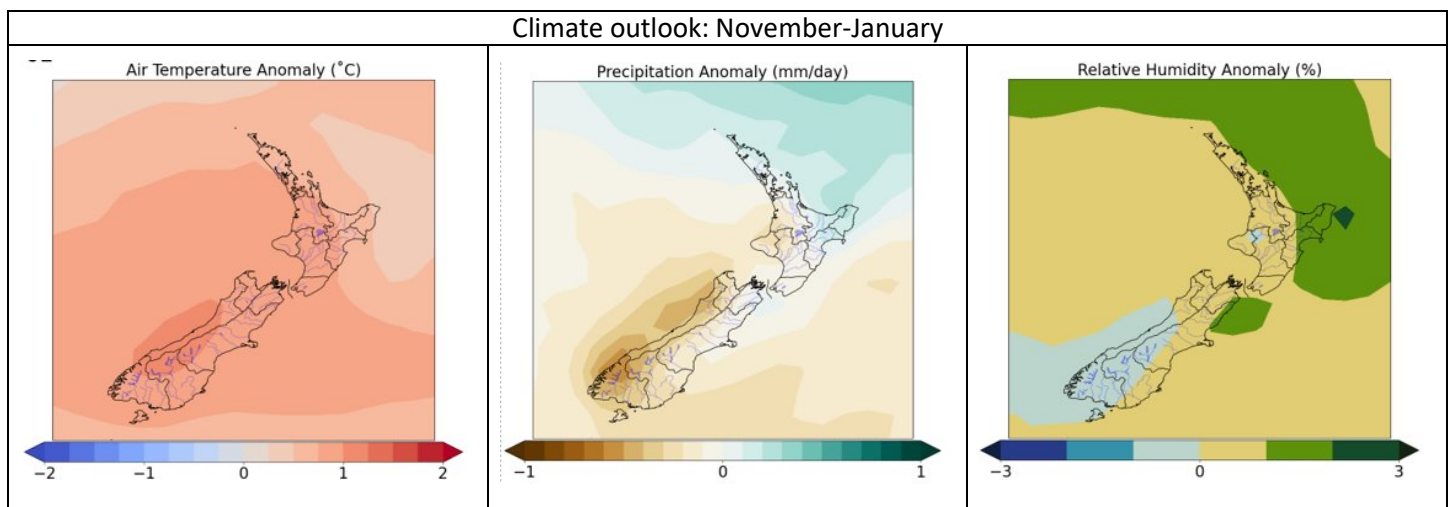 Climate outlook: November-January
Air Temperature Anomaly (˚C)
−2 −1 0 1 2
Precipitation Anomaly (mm/day)
−1 0 1
Relative Humidity Anomaly (%)
−3 0 3